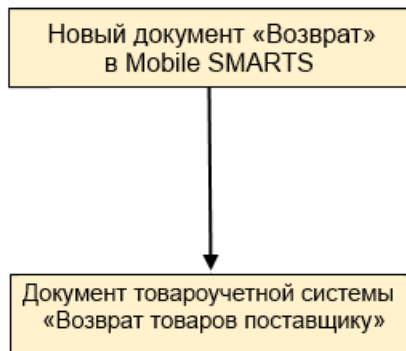 Новый документ «Возврат»
в Mobile SMARTS
Документ товароучетной системы
«Возврат товаров поставщику»